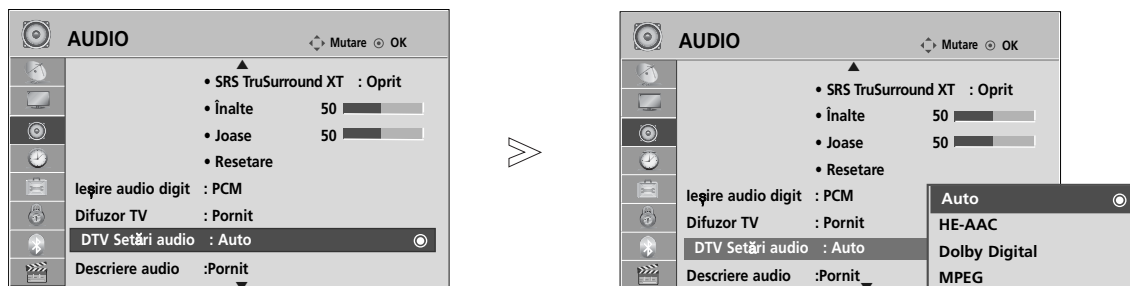 AUDIO Mutare OK
• SRS TruSurround XT : Oprit
• Înalte 50
• Joase 50
• Resetare
Ieşire audio digit : PCM
Difuzor TV : Pornit
DTV Setări audio : Auto
Descriere audio :Pornit
AUDIO Mutare OK
• SRS TruSurround XT : Oprit
• Înalte 50
• Joase 50
• Resetare
Ieşire audio digit : PCM
Difuzor TV : Pornit
DTV Setări audio : Auto
Descriere audio :Pornit
Auto
HE-AAC
Dolby Digital
MPEG